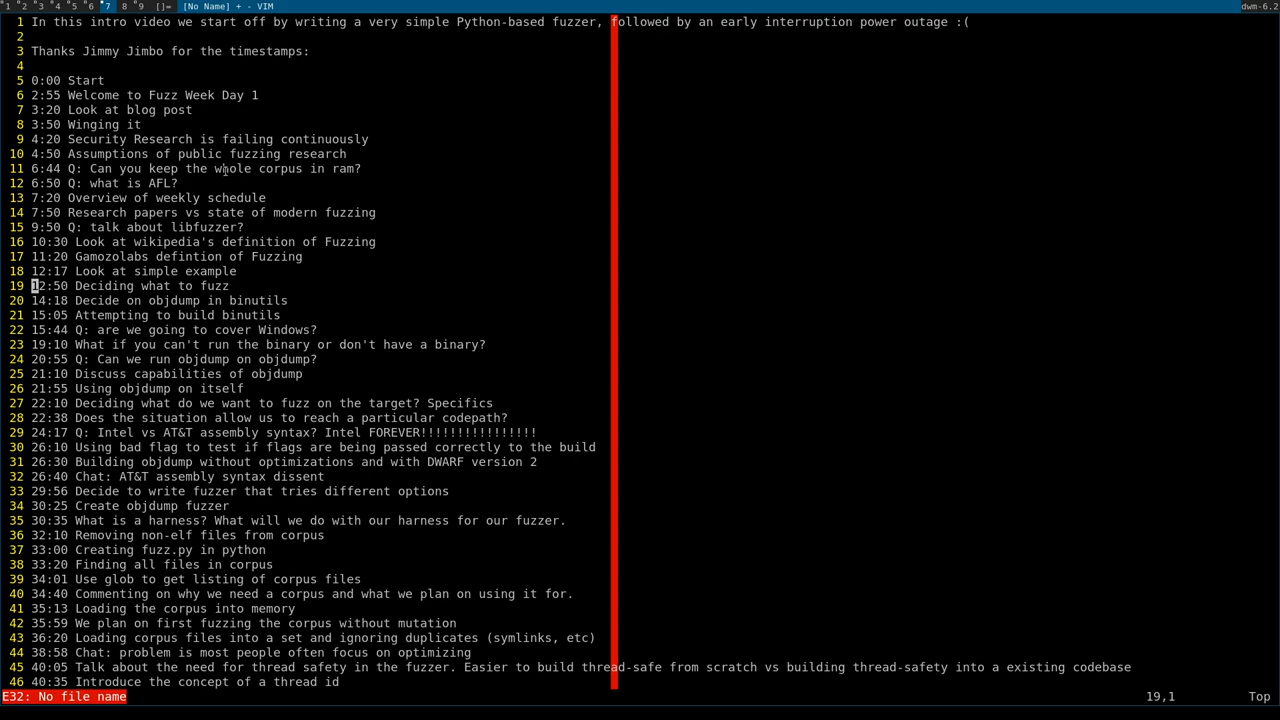 1 2 3 4 5 6 7 8 9 []= [No Name] + - VIM dwm-6.2
1 In this intro video we start off by writing a very simple Python-based fuzzer, followed by an early interruption power outage :(
2
3 Thanks Jimmy Jimbo for the timestamps:
4
5 0:00 Start
6 2:55 Welcome to Fuzz Week Day 1
7 3:20 Look at blog post
8 3:50 Winging it
9 4:20 Security Research is failing continuously
10 4:50 Assumptions of public fuzzing research
11 6:44 Q: Can you keep the whole corpus in ram?
12 6:50 Q: what is AFL?
13 7:20 Overview of weekly schedule
14 7:50 Research papers vs state of modern fuzzing
15 9:50 Q: talk about libfuzzer?
16 10:30 Look at wikipedia's definition of Fuzzing
17 11:20 Gamozolabs defintion of Fuzzing
18 12:17 Look at simple example
19 12:50 Deciding what to fuzz
20 14:18 Decide on objdump in binutils
21 15:05 Attempting to build binutils
22 15:44 Q: are we going to cover Windows?
23 19:10 What if you can't run the binary or don't have a binary?
24 20:55 Q: Can we run objdump on objdump?
25 21:10 Discuss capabilities of objdump
26 21:55 Using objdump on itself
27 22:10 Deciding what do we want to fuzz on the target? Specifics
28 22:38 Does the situation allow us to reach a particular codepath?
29 24:17 Q: Intel vs AT&T assembly syntax? Intel FOREVER!!!!!!!!!!!!!!!!
30 26:10 Using bad flag to test if flags are being passed correctly to the build
31 26:30 Building objdump without optimizations and with DWARF version 2
32 26:40 Chat: AT&T assembly syntax dissent
33 29:56 Decide to write fuzzer that tries different options
34 30:25 Create objdump fuzzer
35 30:35 What is a harness? What will we do with our harness for our fuzzer.
36 32:10 Removing non-elf files from corpus
37 33:00 Creating fuzz.py in python
38 33:20 Finding all files in corpus
39 34:01 Use glob to get listing of corpus files
40 34:40 Commenting on why we need a corpus and what we plan on using it for.
41 35:13 Loading the corpus into memory
42 35:59 We plan on first fuzzing the corpus without mutation
43 36:20 Loading corpus files into a set and ignoring duplicates (symlinks, etc)
44 38:58 Chat: problem is most people often focus on optimizing
45 40:05 Talk about the need for thread safety in the fuzzer. Easier to build thread-safe from scratch vs building thread-safety into a existing codebase
46 40:35 Introduce the concept of a thread id
E32: No file name 19,1 Top